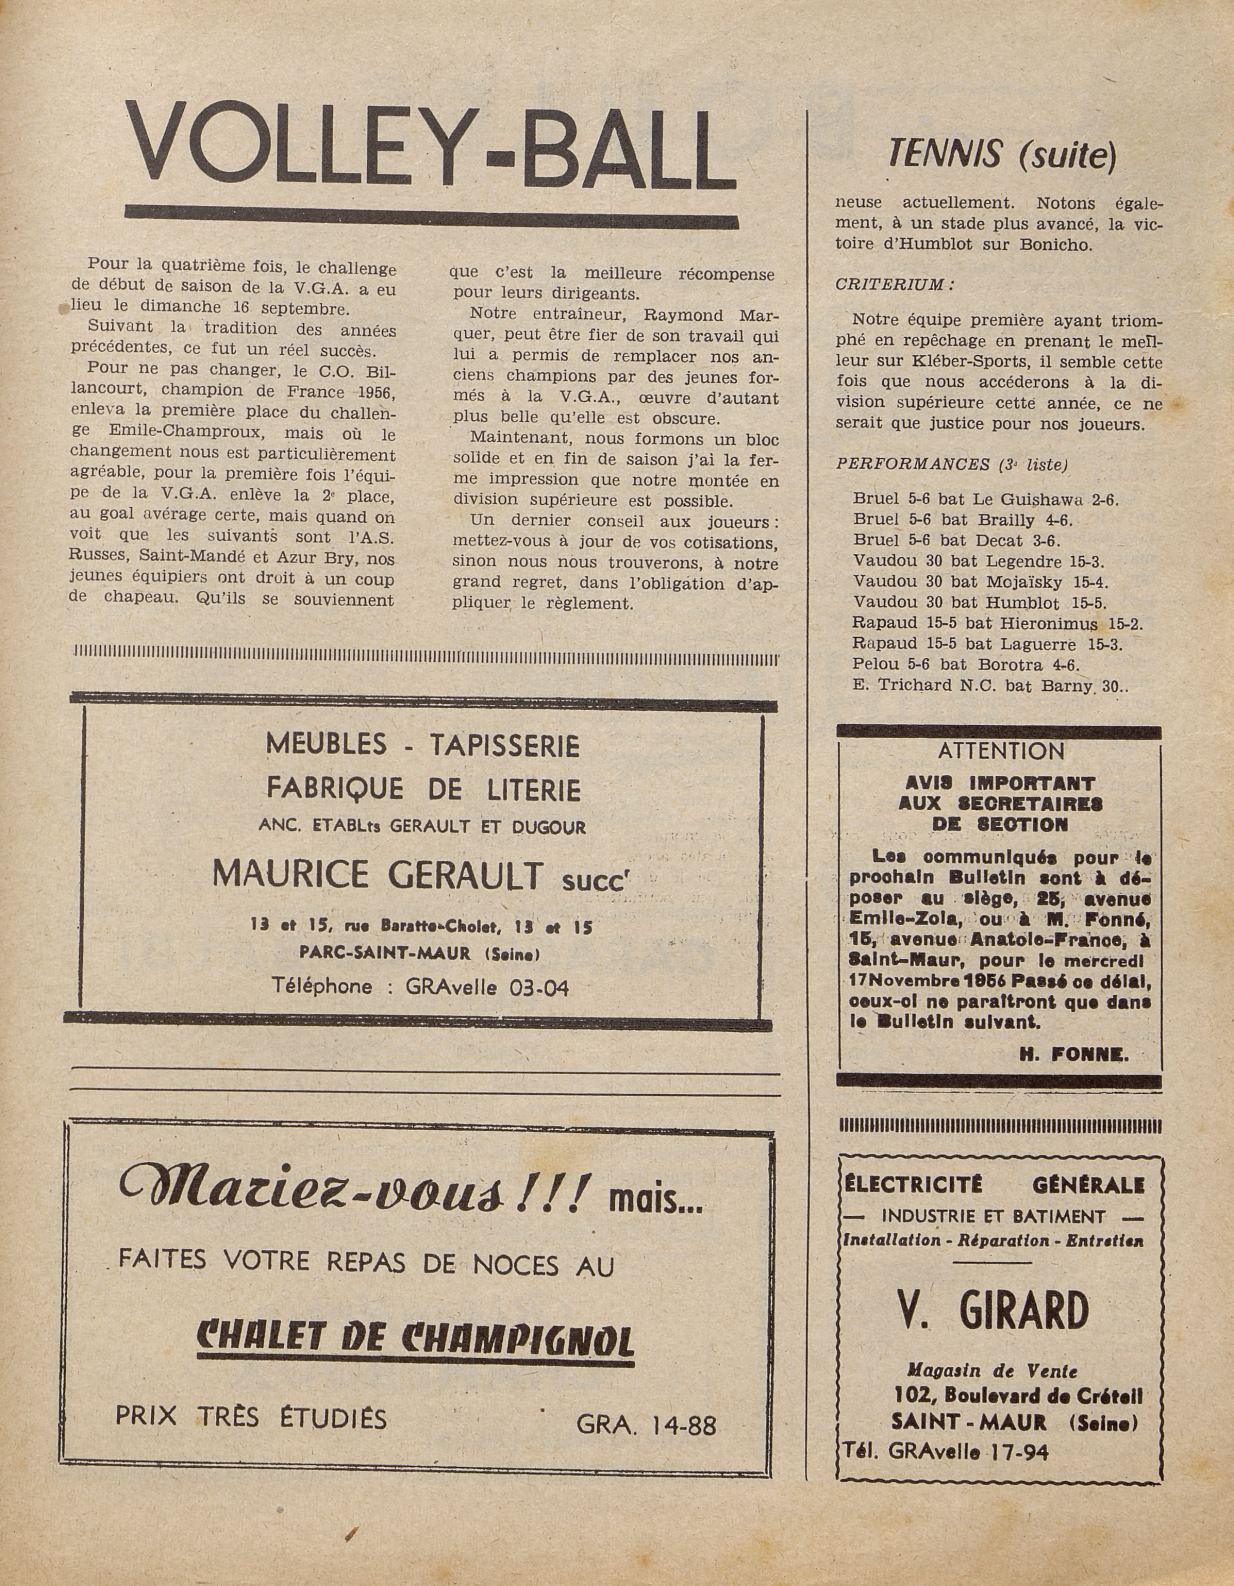 VOLLEY-BALL
Pour la quatrième fois, le challenge
de début de saison de la V.G.A. a eu
lieu le dimanche 16 septembre.
Suivant la tradition des années
précédentes, ce fut un réel succès.
Pour ne pas changer, le C.O. Bil-
lancourt, champion de France 1956,
enleva la première place du challen-
ge Emile-Champroux, mais où le
changement nous est particulièrement
agréable, pour la première fois l'équi-
pe de la V.G.A. enlève la 2e place,
au goal avérage certe, mais quand on
voit que les suivants sont l'A.S.
Russes, Saint-Mandé et Azur Bry, nos
jeunes équipiers ont droit à un coup
de chapeau. Qu'ils se souviennent
que c'est la meilleure récompense
pour leurs dirigeants.
Notre entraîneur, Raymond Mar-
quer, peut être fier de son travail qui
lui a permis de remplacer nos an-
ciens champions par des jeunes for-
més à la V.G.A., œuvre d'autant
plus belle qu'elle est obscure.
Maintenant, nous formons un bloc
solide et en fin de saison j'ai la fer-
me impression que notre montée en
division supérieure est possible.
Un dernier conseil aux joueurs :
mettez-vous à jour de vos cotisations,
sinon nous nous trouverons, à notre
grand regret, dans l'obligation d'ap-
pliquer le règlement.
MEUBLES - TAPISSERIE
FABRIQUE DE LITERIE
ANC. ETABLts GERAULT ET DUGOUR
MAURICE GERAULT succr
13 et 15, rue Baratte-Cholet, 13 et 15
PARC-SAINT-MAUR (Seine)
Téléphone : GRAvelle 03-04
Mariez-vous !!! mais...
FAITES VOTRE REPAS DE NOCES AU
CHALET DE CHAMPIGNOL
PRIX TRÈS ÉTUDIÉS GRA. 14-88
TENNIS (suite)
neuse actuellement. Notons égale-
ment, à un stade plus avancé, la vic-
toire d'Humblot sur Bonicho.
CRITERIUM :
Notre équipe première ayant triom-
phé en repêchage en prenant le meil-
leur sur Kléber-Sports, il semble cette
fois que nous accéderons à la di-
vision supérieure cette année, ce ne
serait que justice pour nos joueurs.
PERFORMANCES (3e liste)
Bruel 5-6 bat Le Guishawa 2-6.
Bruel 5-6 bat Brailly 4-6.
Bruel 5-6 bat Decat 3-6.
Vaudou 30 bat Legendre 15-3.
Vaudou 30 bat Mojaïsky 15-4.
Vaudou 30 bat Humblot 15-5.
Rapaud 15-5 bat Hieronimus 15-2.
Rapaud 15-5 bat Laguerre 15-3.
Pelou 5-6 bat Borotra 4-6.
E. Trichard N.C. bat Barny 30..
ATTENTION
AVIS IMPORTANT
AUX SECRETAIRES
DE SECTION
Les communiqués pour le
prochain Bulletin sont à dé-
poser au siège, 25, avenue
Emile-Zola, ou à M. Fonné,
15, avenue Anatole-France, à
Saint-Maur, pour le mercredi
17 Novembre 1956 Passé ce délai,
ceux-ci ne paraîtront que dans
le Bulletin suivant.
H. FONNE.
ÉLECTRICITÉ GÉNÉRALE
— INDUSTRIE ET BATIMENT —
Installation - Réparation - Entretien
V. GIRARD
Magasin de Vente
102, Boulevard de Créteil
SAINT-MAUR (Seine)
Tél. GRAvelle 17-94